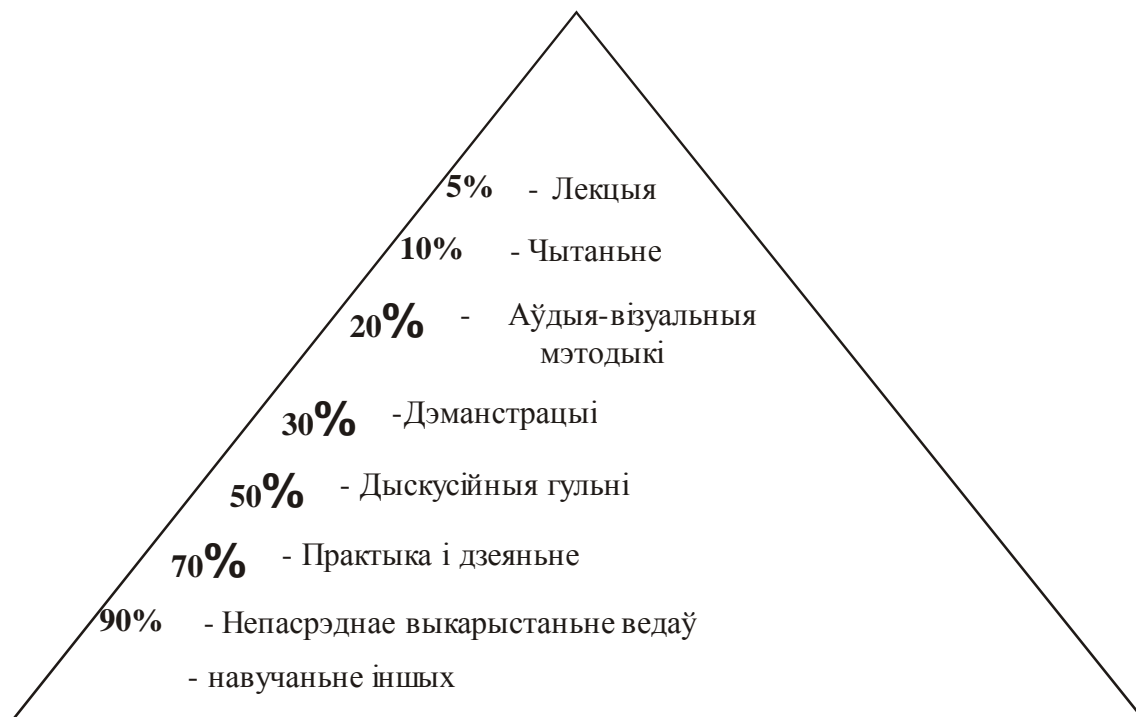 5% - Лекцыя
10% - Чытаньне
20% - Аўдыя-візуальныя
мэтодыкі
30% -Дэманстрацыі
50% - Дыскусійныя гульні
70% - Практыка і дзеяньне
90% - Непасрэднае выкарыстаньне ведаў
- навучаньне іншых